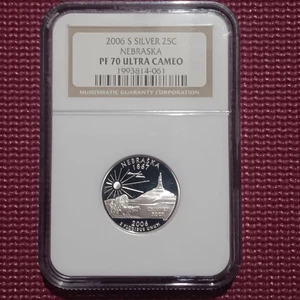 2006 S SILVER 25C
NEBRASKA
PF 70 ULTRA CAMEO
1993814-061
NUMISMATIC GUARANTY CORPORATION
NEBRASKA
1867
2006
E PLURIBUS UNUM